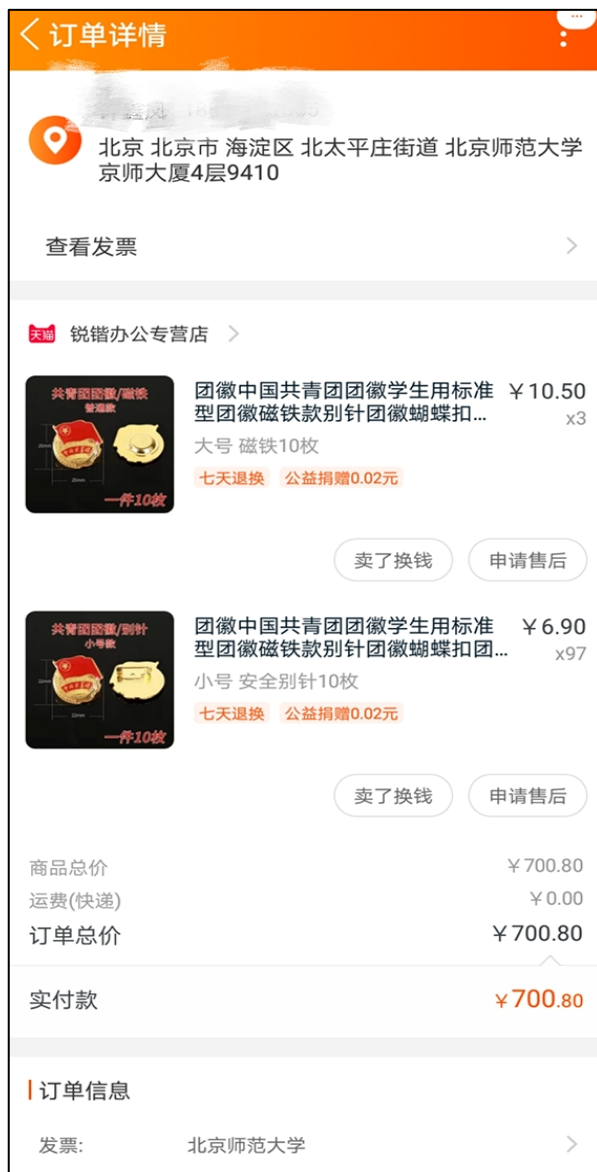 订单详情
北京 北京市 海淀区 北太平庄街道 北京师范大学
京师大厦4层9410
查看发票
天猫 锐锴办公专营店
共青团团徽/磁铁
普通款
一件10枚
团徽中国共青团团徽学生用标准 ￥10.50
型团徽磁铁款别针团徽蝴蝶扣... x3
大号 磁铁10枚
七天退换 公益捐赠0.02元
卖了换钱 申请售后
共青团团徽/别针
小号款
一件10枚
团徽中国共青团团徽学生用标准 ￥6.90
型团徽磁铁款别针团徽蝴蝶扣团... x97
小号 安全别针10枚
七天退换 公益捐赠0.02元
卖了换钱 申请售后
商品总价 ￥700.80
运费(快递) ￥0.00
订单总价 ￥700.80
实付款 ￥700.80
订单信息
发票: 北京师范大学